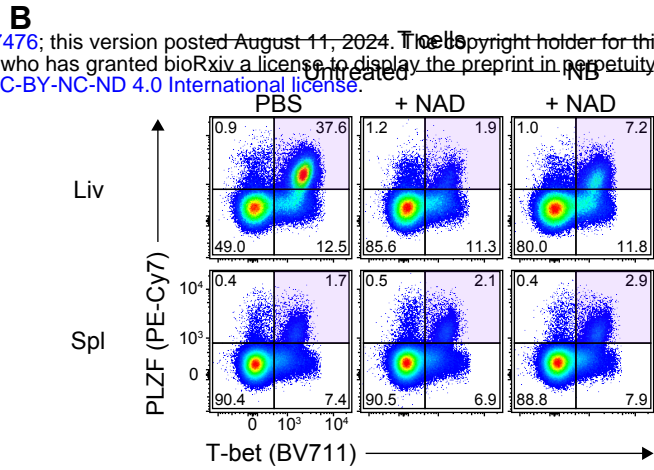 B
7476; this version posted August 11, 2024. The copyright holder for thi
T cells
who has granted bioRxiv a license to display the preprint in perpetuity
Untreated NB
C-BY-NC-ND 4.0 International license.
PBS + NAD + NAD
Liv
0.9 37.6 1.2 1.9 1.0 7.2
49.0 12.5 85.6 11.3 80.0 11.8
Spl
0.4 1.7 0.5 2.1 0.4 2.9
10⁴
10³
0
90.4 7.4 90.5 6.9 88.8 7.9
0 10³ 10⁴
PLZF (PE-Cy7)
T-bet (BV711)